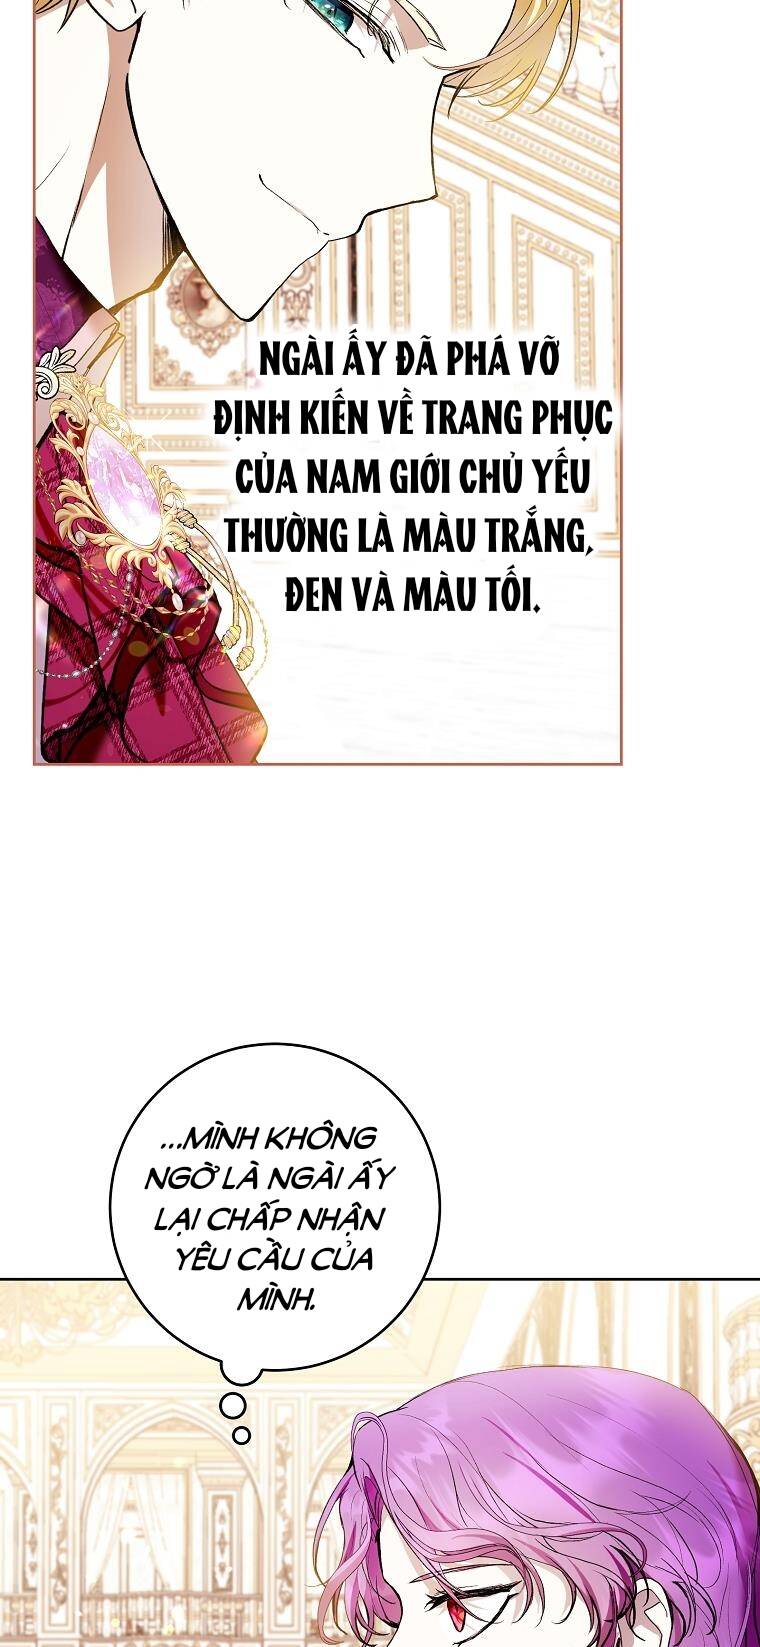 NGÀI ẤY ĐÃ PHÁ VỠ
ĐỊNH KIẾN VỀ TRANG PHỤC
CỦA NAM GIỚI CHỦ YẾU
THƯỜNG LÀ MÀU TRẮNG,
ĐEN VÀ MÀU TỐI.
...MÌNH KHÔNG
NGỜ LÀ NGÀI ẤY
LẠI CHẤP NHẬN
YÊU CẦU CỦA
MÌNH.